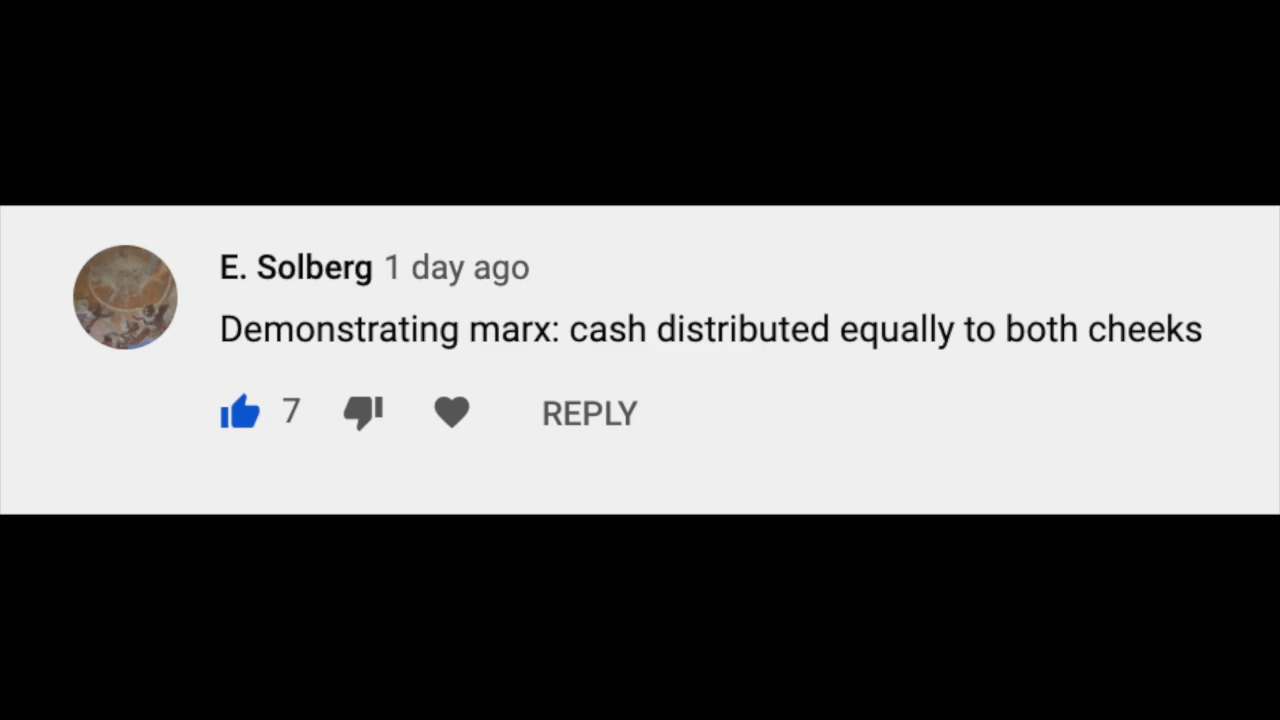 E. Solberg 1 day ago
Demonstrating marx: cash distributed equally to both cheeks
7 REPLY